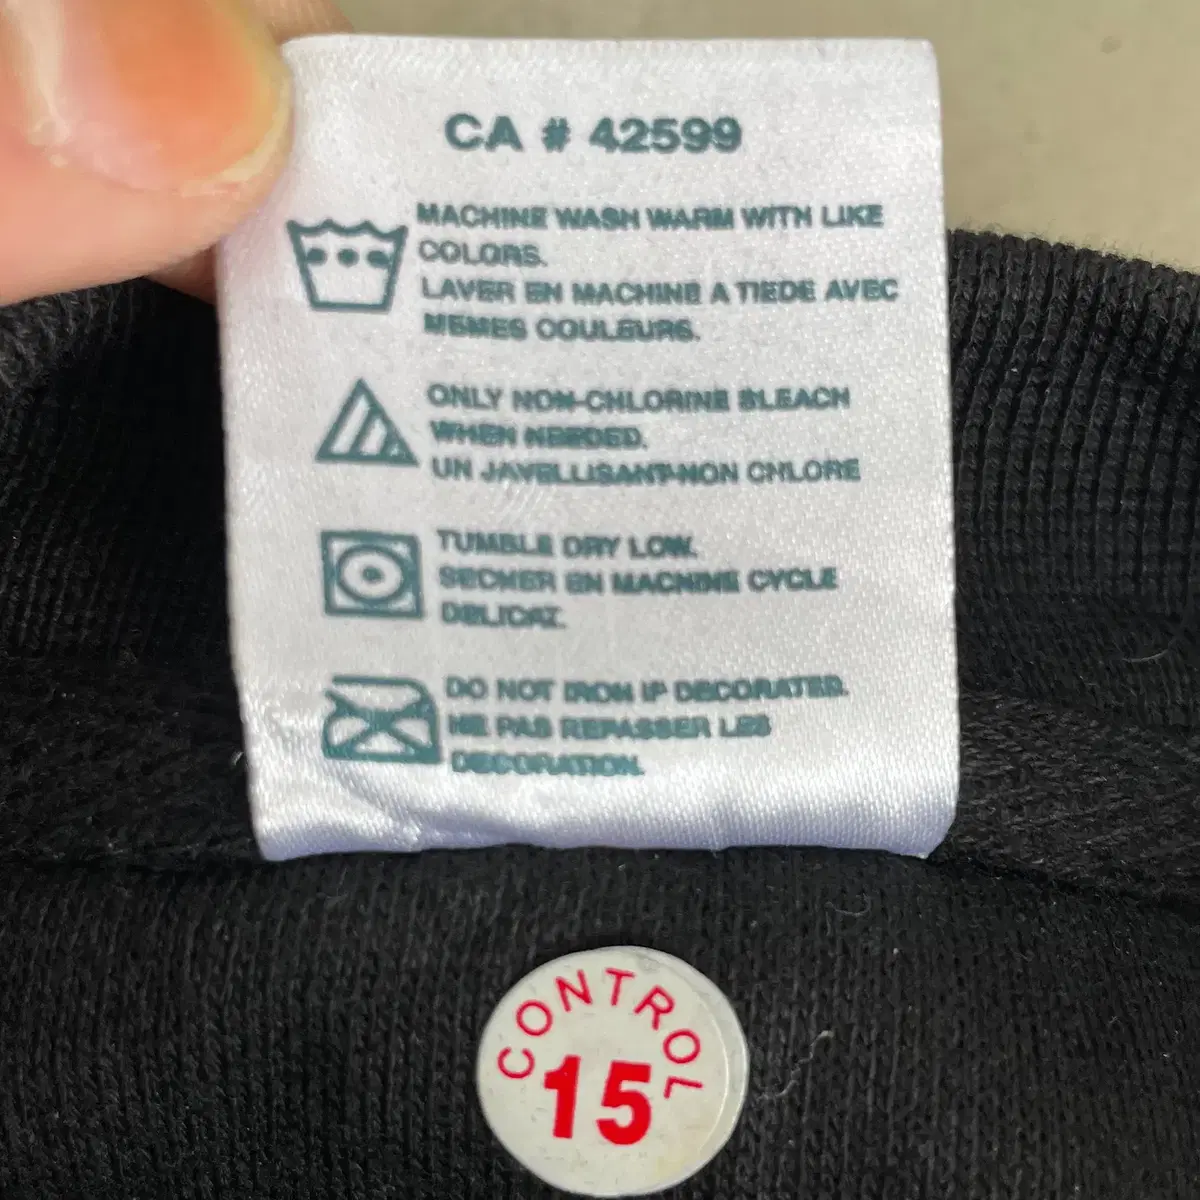 CA # 42599
MACHINE WASH WARM WITH LIKE
COLORS.
LAVER EN MACHINE A TIEDE AVEC
MEMES COULEURS.
ONLY NON-CHLORINE BLEACH
WHEN NEEDED.
UN JAVELLISANT-NON CHLORE
TUMBLE DRY LOW.
SECHER EN MACHINE CYCLE
DELICAT.
DO NOT IRON IF DECORATED.
NE PAS REPASSER LES
DECORATION.
CONTROL
15